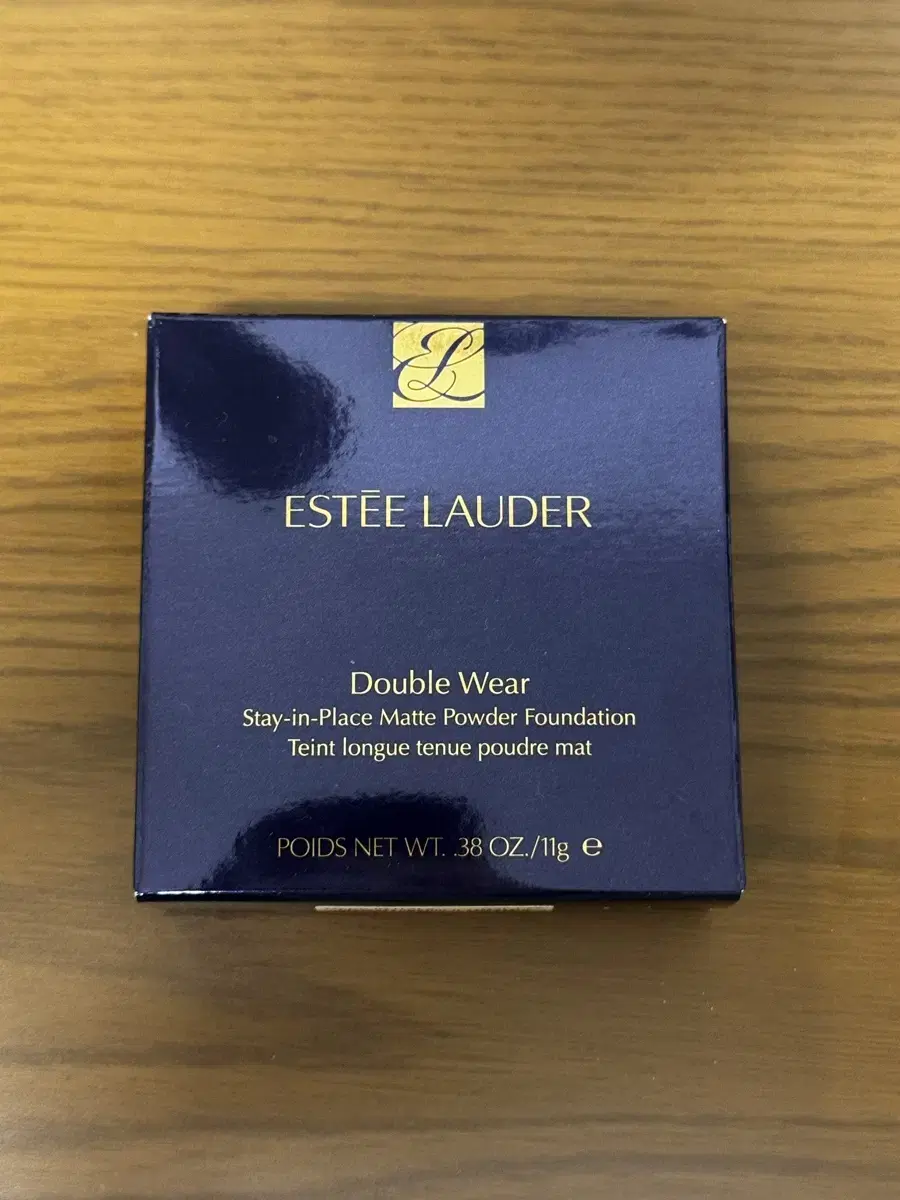 EL
ESTĒE LAUDER
Double Wear
Stay-in-Place Matte Powder Foundation
Teint longue tenue poudre mat
POIDS NET WT. .38 OZ./11g ℮